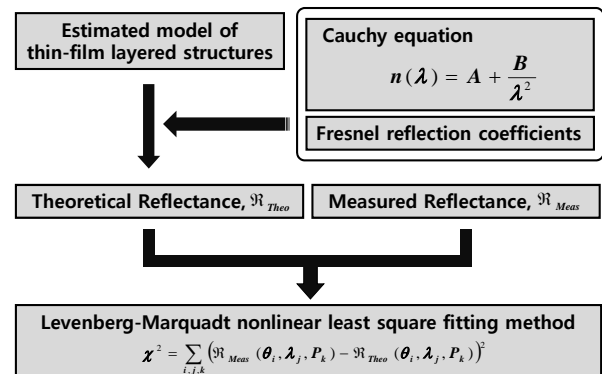 Estimated model of
thin-film layered structures
Cauchy equation
n(λ) = A + B/λ²
Fresnel reflection coefficients
Theoretical Reflectance, ℜ_Theo
Measured Reflectance, ℜ_Meas
Levenberg-Marquadt nonlinear least square fitting method
χ² = ∑_{i,j,k} (ℜ_Meas (θ_i, λ_j, P_k) − ℜ_Theo (θ_i, λ_j, P_k))²